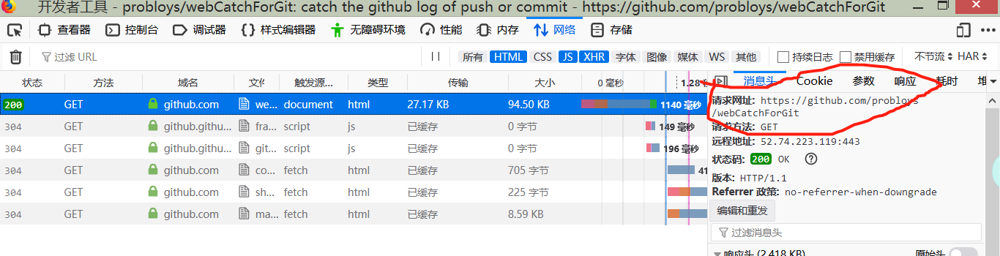 开发者工具 - probloys/webCatchForGit: catch the github log of push or commit - https://github.com/probloys/webCatchForGit
查看器 控制台 调试器 样式编辑器 无障碍环境 性能 内存 网络 存储
过滤 URL 所有 HTML CSS JS XHR 字体 图像 媒体 WS 其他 持续日志 禁用缓存 不节流 HAR
状态 方法 域名 文件 触发源... 类型 传输 大小 0 毫秒 1.28
消息头 Cookie 参数 响应 耗时
200 GET github.com we... document html 27.17 KB 94.50 KB 1140 毫秒
304 GET github.githu... fra... script js 已缓存 0 字节 149 毫秒
304 GET github.githu... git... script js 已缓存 0 字节 196 毫秒
304 GET github.com co... fetch html 已缓存 705 字节 41
304 GET github.com sh... fetch html 已缓存 225 字节
304 GET github.com ma... fetch html 已缓存 8.59 KB
请求网址: https://github.com/probloys
/webCatchForGit
请求方法: GET
远程地址: 52.74.223.119:443
状态码: 200 OK
版本: HTTP/1.1
Referrer 政策: no-referrer-when-downgrade
编辑和重发
过滤消息头
响应头 (2.418 KB) 原始头